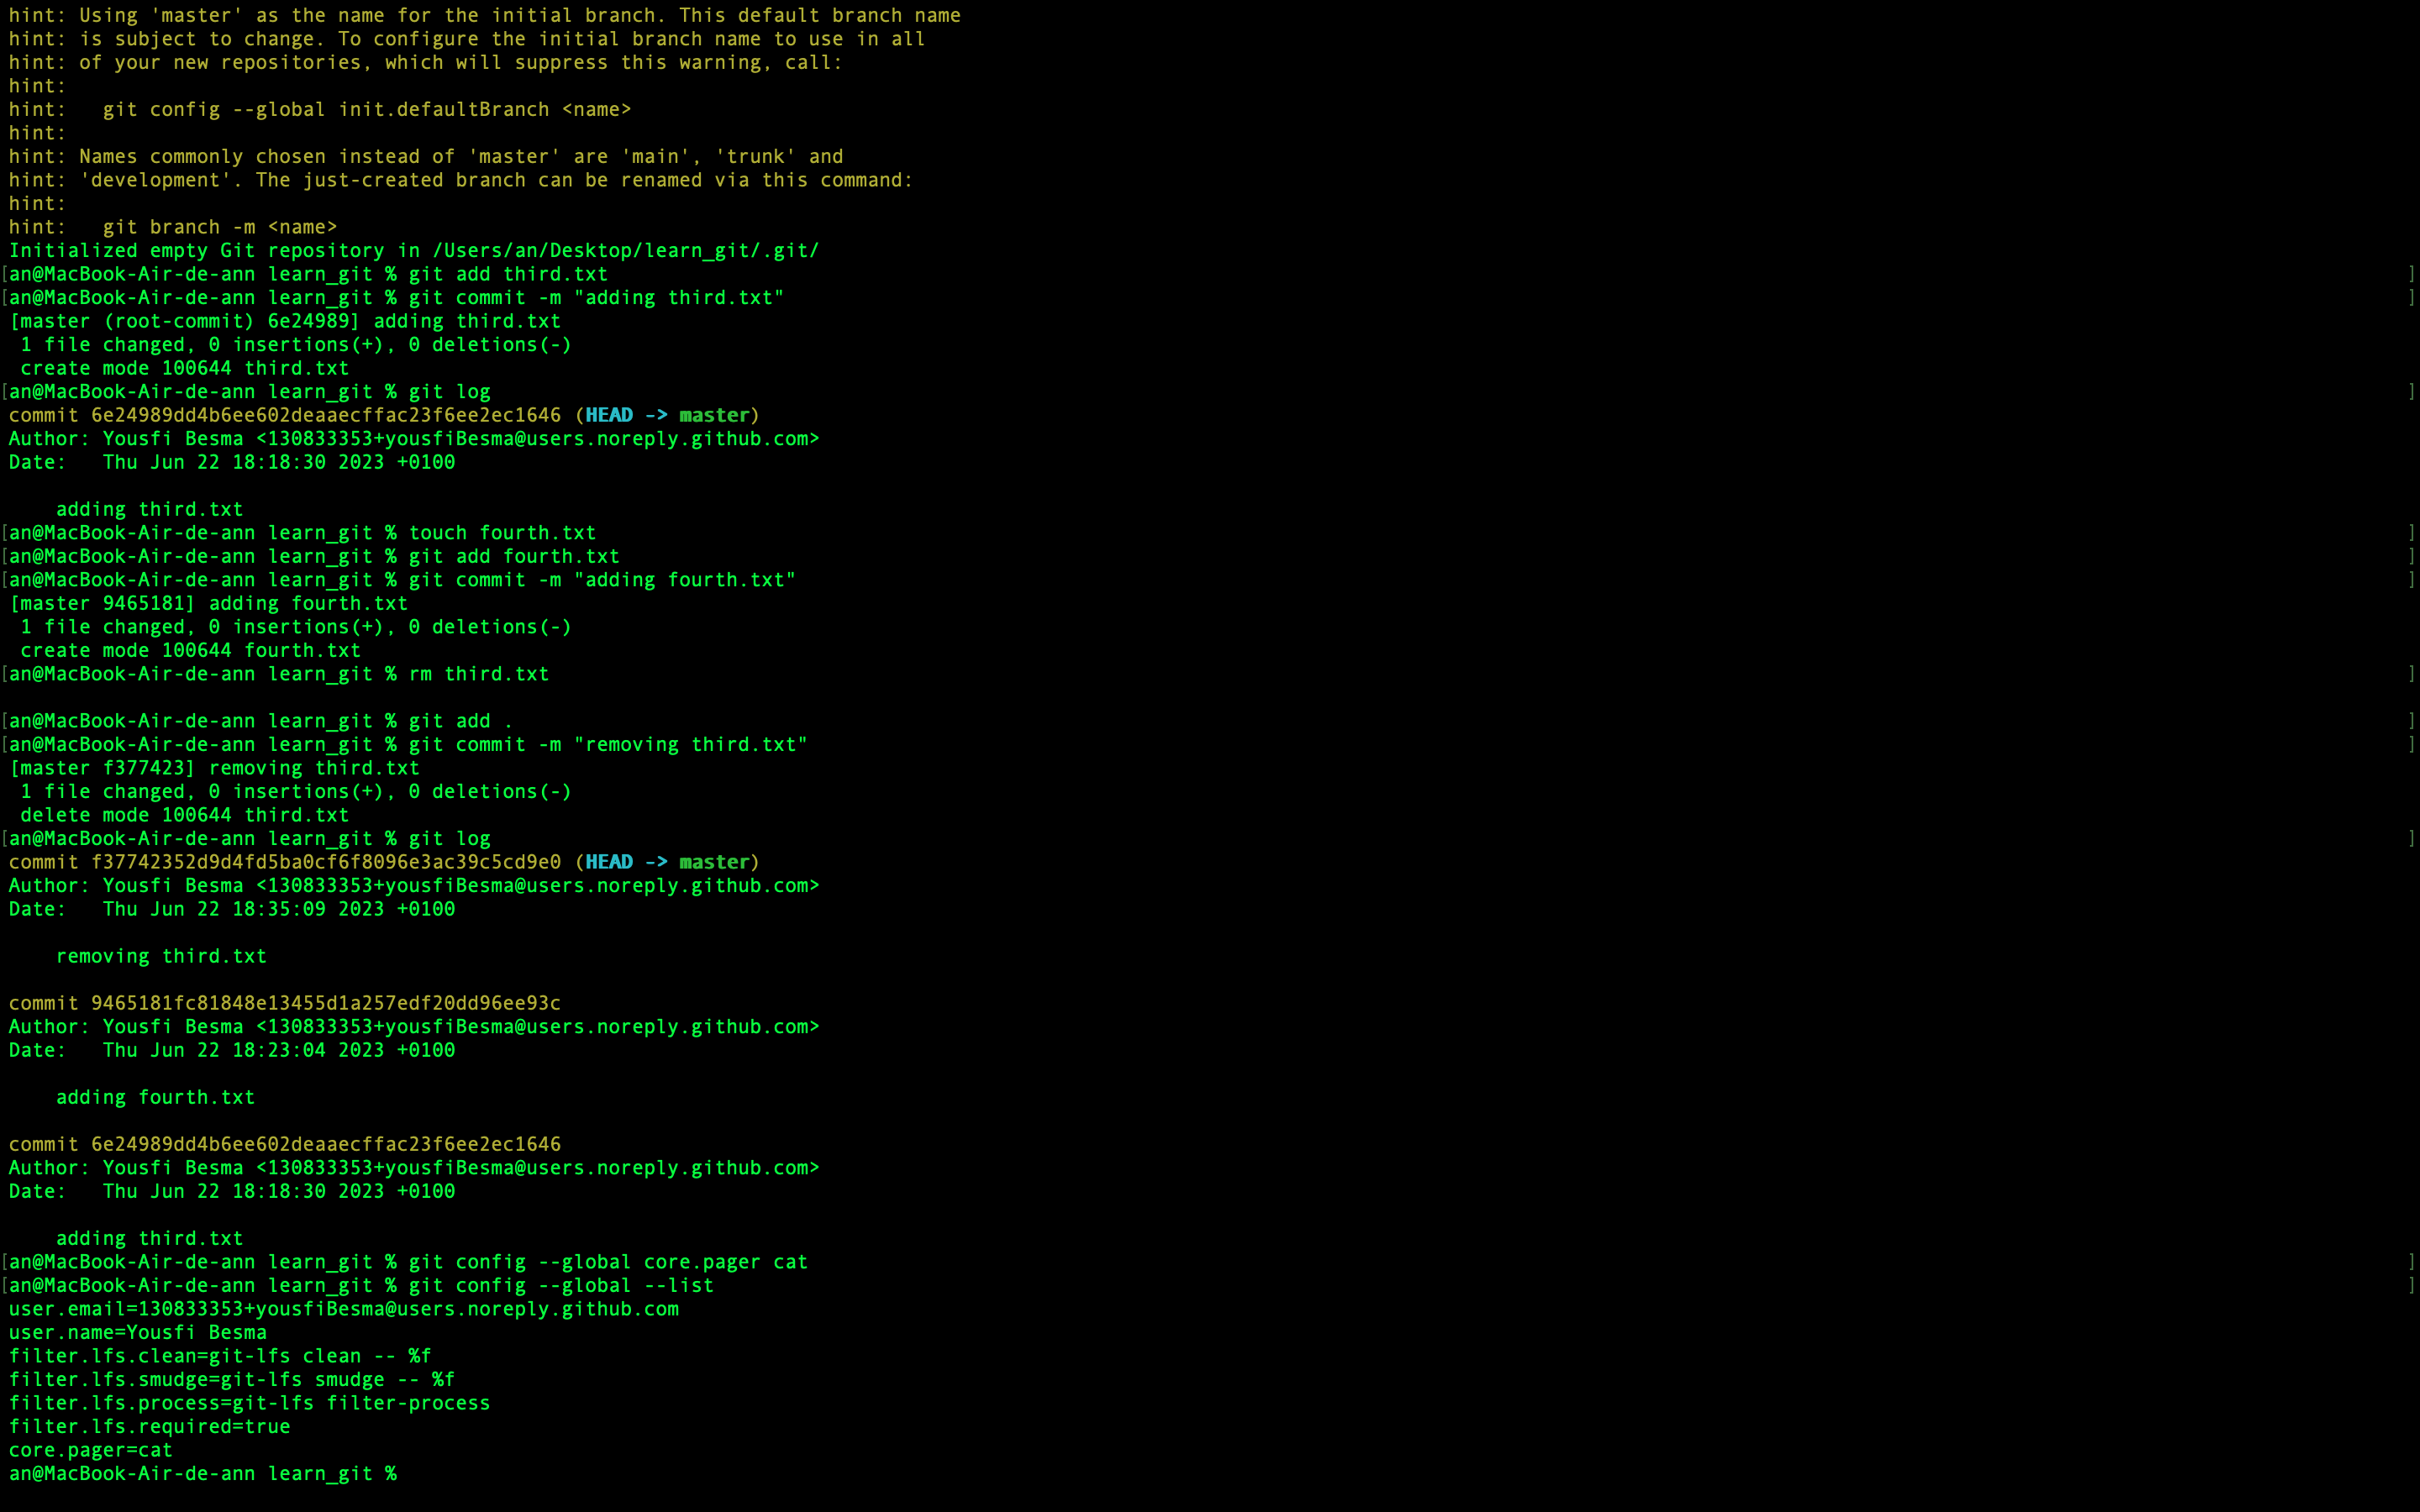 hint: Using 'master' as the name for the initial branch. This default branch name
hint: is subject to change. To configure the initial branch name to use in all
hint: of your new repositories, which will suppress this warning, call:
hint:
hint:   git config --global init.defaultBranch <name>
hint:
hint: Names commonly chosen instead of 'master' are 'main', 'trunk' and
hint: 'development'. The just-created branch can be renamed via this command:
hint:
hint:   git branch -m <name>
Initialized empty Git repository in /Users/an/Desktop/learn_git/.git/
[an@MacBook-Air-de-ann learn_git % git add third.txt ]
[an@MacBook-Air-de-ann learn_git % git commit -m "adding third.txt" ]
[master (root-commit) 6e24989] adding third.txt
 1 file changed, 0 insertions(+), 0 deletions(-)
 create mode 100644 third.txt
[an@MacBook-Air-de-ann learn_git % git log ]
commit 6e24989dd4b6ee602deaaecffac23f6ee2ec1646 (HEAD -> master)
Author: Yousfi Besma <130833353+yousfiBesma@users.noreply.github.com>
Date:   Thu Jun 22 18:18:30 2023 +0100

    adding third.txt
[an@MacBook-Air-de-ann learn_git % touch fourth.txt ]
[an@MacBook-Air-de-ann learn_git % git add fourth.txt ]
[an@MacBook-Air-de-ann learn_git % git commit -m "adding fourth.txt" ]
[master 9465181] adding fourth.txt
 1 file changed, 0 insertions(+), 0 deletions(-)
 create mode 100644 fourth.txt
[an@MacBook-Air-de-ann learn_git % rm third.txt ]

[an@MacBook-Air-de-ann learn_git % git add . ]
[an@MacBook-Air-de-ann learn_git % git commit -m "removing third.txt" ]
[master f377423] removing third.txt
 1 file changed, 0 insertions(+), 0 deletions(-)
 delete mode 100644 third.txt
[an@MacBook-Air-de-ann learn_git % git log ]
commit f37742352d9d4fd5ba0cf6f8096e3ac39c5cd9e0 (HEAD -> master)
Author: Yousfi Besma <130833353+yousfiBesma@users.noreply.github.com>
Date:   Thu Jun 22 18:35:09 2023 +0100

    removing third.txt

commit 9465181fc81848e13455d1a257edf20dd96ee93c
Author: Yousfi Besma <130833353+yousfiBesma@users.noreply.github.com>
Date:   Thu Jun 22 18:23:04 2023 +0100

    adding fourth.txt

commit 6e24989dd4b6ee602deaaecffac23f6ee2ec1646
Author: Yousfi Besma <130833353+yousfiBesma@users.noreply.github.com>
Date:   Thu Jun 22 18:18:30 2023 +0100

    adding third.txt
[an@MacBook-Air-de-ann learn_git % git config --global core.pager cat ]
[an@MacBook-Air-de-ann learn_git % git config --global --list ]
user.email=130833353+yousfiBesma@users.noreply.github.com
user.name=Yousfi Besma
filter.lfs.clean=git-lfs clean -- %f
filter.lfs.smudge=git-lfs smudge -- %f
filter.lfs.process=git-lfs filter-process
filter.lfs.required=true
core.pager=cat
an@MacBook-Air-de-ann learn_git %